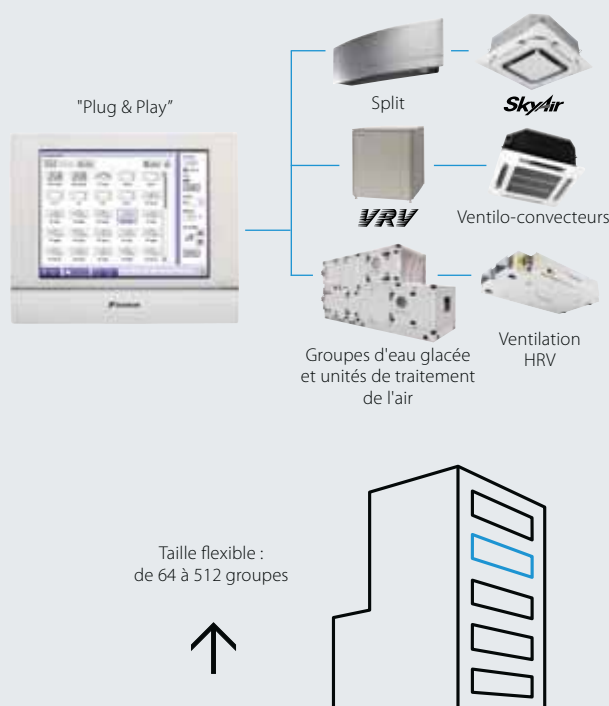 "Plug & Play”
Split
SkyAir
VRV
Ventilo-convecteurs
Groupes d'eau glacée
et unités de traitement
de l'air
Ventilation
HRV
Taille flexible :
de 64 à 512 groupes